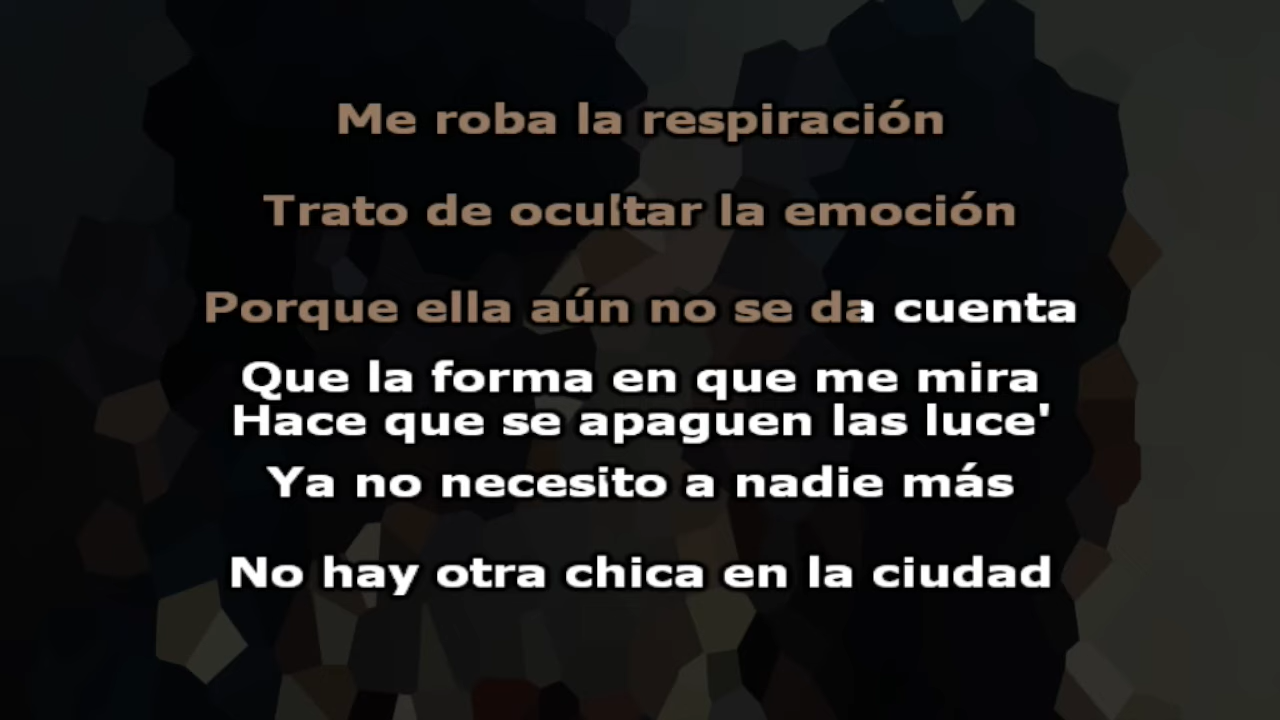 Me roba la respiración
Trato de ocultar la emoción
Porque ella aún no se da cuenta
Que la forma en que me mira
Hace que se apaguen las luce'
Ya no necesito a nadie más
No hay otra chica en la ciudad